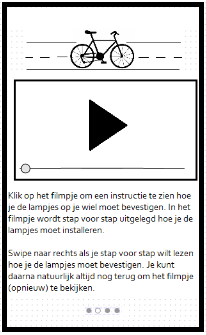 Klik op het filmpje om een instructie te zien hoe
je de lampjes op je wiel moet bevestigen. In het
filmpje wordt stap voor stap uitgelegd hoe je de
lampjes moet installeren.
Swipe naar rechts als je stap voor stap wilt lezen
hoe je de lampjes moet bevestigen. Je kunt
daarna natuurlijk altijd nog terug om het filmpje
(opnieuw) te bekijken.